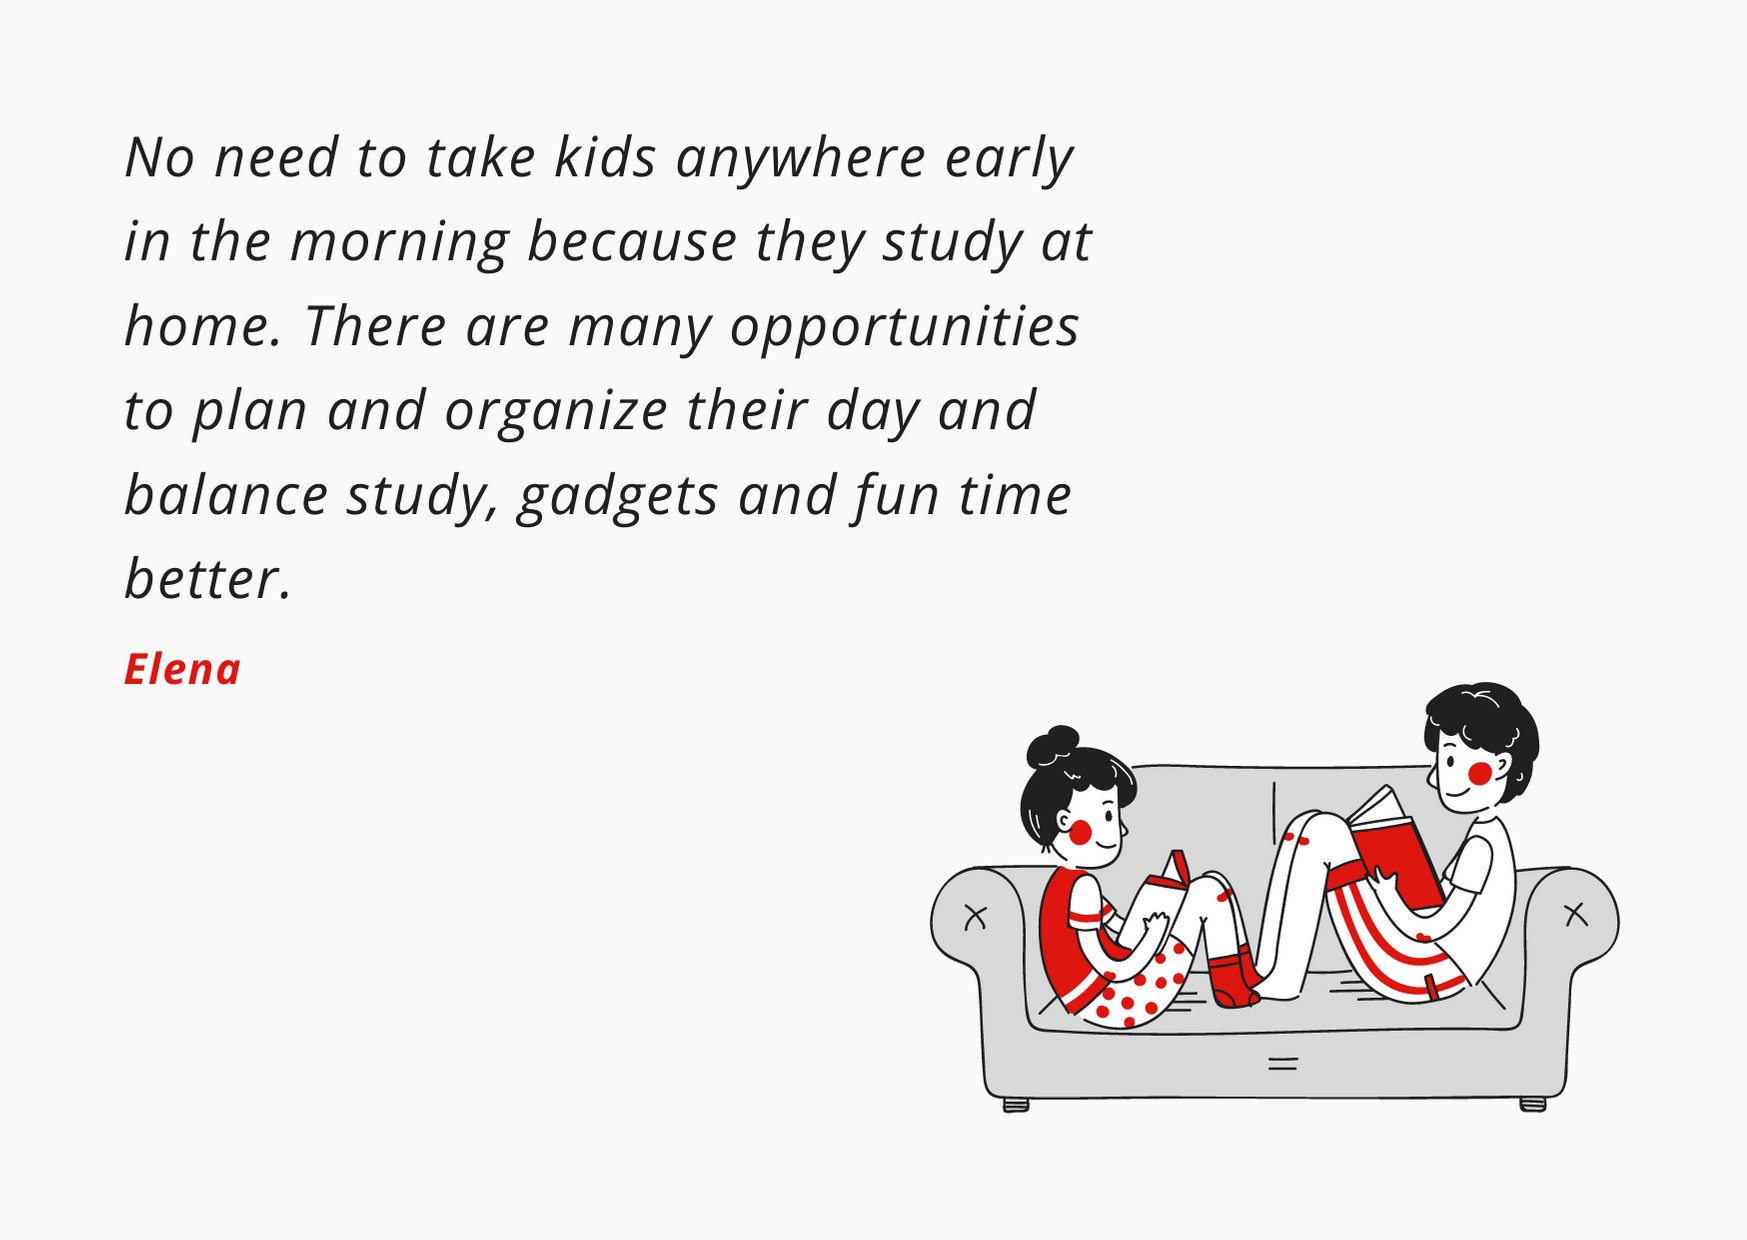 No need to take kids anywhere early
in the morning because they study at
home. There are many opportunities
to plan and organize their day and
balance study, gadgets and fun time
better.
Elena